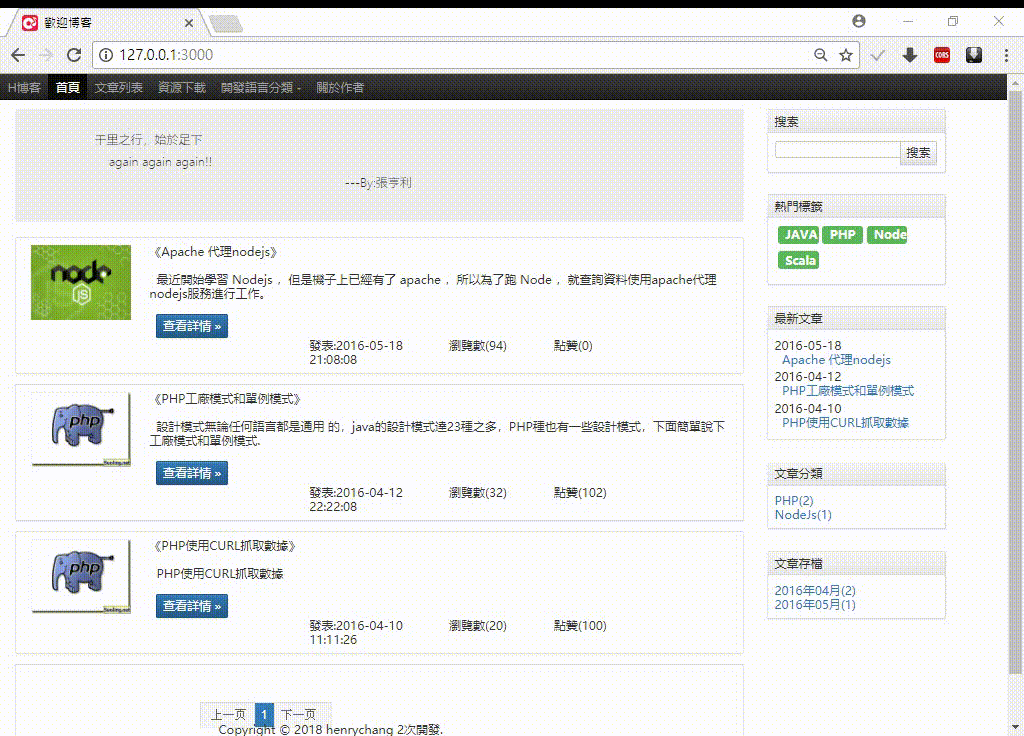 歡迎博客
127.0.0.1:3000
CORS
H博客 首頁 文章列表 資源下載 開發語言分類 關於作者
千里之行，始於足下
again again again!!
---By:張亨利
node
JS
《Apache 代理nodejs》
最近開始學習 Nodejs ，但是機子上已經有了 apache ，所以為了跑 Node ，就查詢資料使用apache代理
nodejs服務進行工作。
查看詳情 »
發表:2016-05-18 瀏覽數(94) 點贊(0)
21:08:08
php
《PHP工廠模式和單例模式》
設計模式無論任何語言都是通用 的，java的設計模式達23種之多，PHP種也有一些設計模式，下面簡單說下
工廠模式和單例模式.
查看詳情 »
發表:2016-04-12 瀏覽數(32) 點贊(102)
22:22:08
php
《PHP使用CURL抓取數據》
PHP使用CURL抓取數據
查看詳情 »
發表:2016-04-10 瀏覽數(20) 點贊(100)
11:11:26
上一页 1 下一页
Copyright © 2018 henrychang 2次開發.
搜索
搜索
熱門標籤
JAVA PHP Node
Scala
最新文章
2016-05-18
Apache 代理nodejs
2016-04-12
PHP工廠模式和單例模式
2016-04-10
PHP使用CURL抓取數據
文章分類
PHP(2)
NodeJs(1)
文章存檔
2016年04月(2)
2016年05月(1)